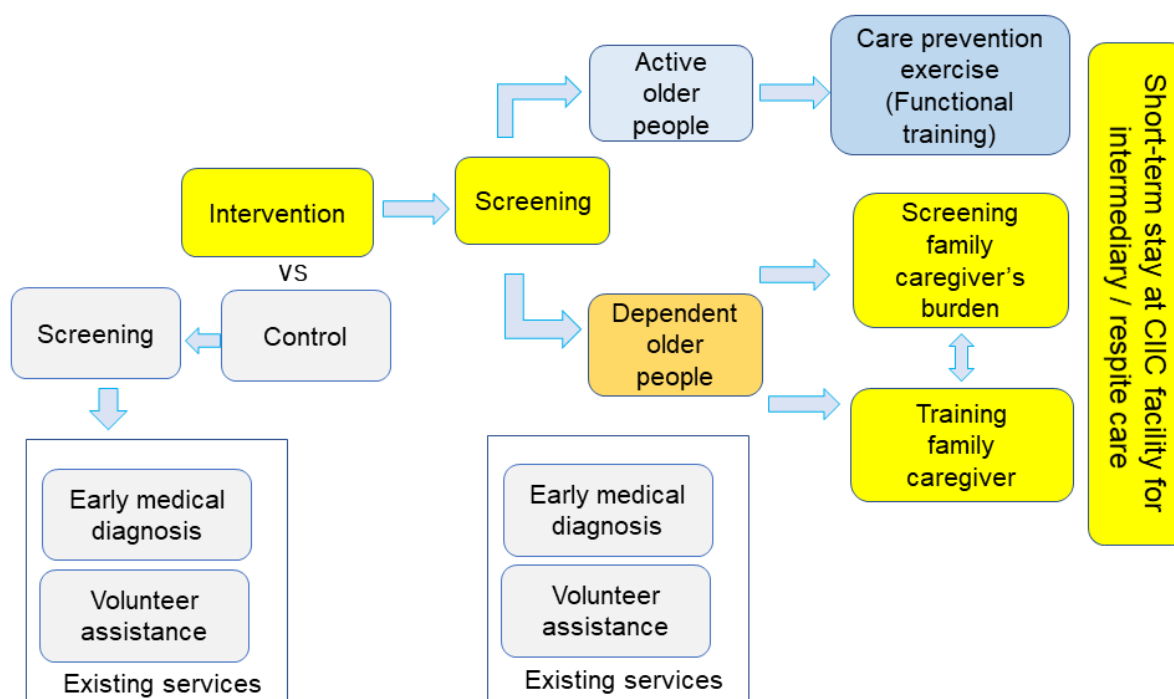 Active
older
people
Care prevention
exercise
(Functional
training)
Short-term stay at CIIC facility for
intermediary / respite care
Intervention
Screening
vs
Screening
Control
Dependent
older
people
Screening
family
caregiver's
burden
Training
family
caregiver
Early medical
diagnosis
Volunteer
assistance
Existing services
Early medical
diagnosis
Volunteer
assistance
Existing services